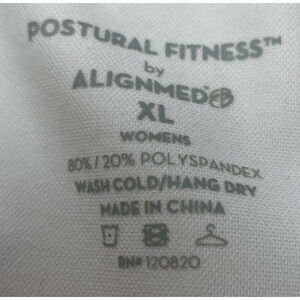 POSTURAL FITNESS™
by
ALIGNMED
XL
WOMENS
80% / 20% POLYSPANDEX
WASH COLD/HANG DRY
MADE IN CHINA
RN# 120820